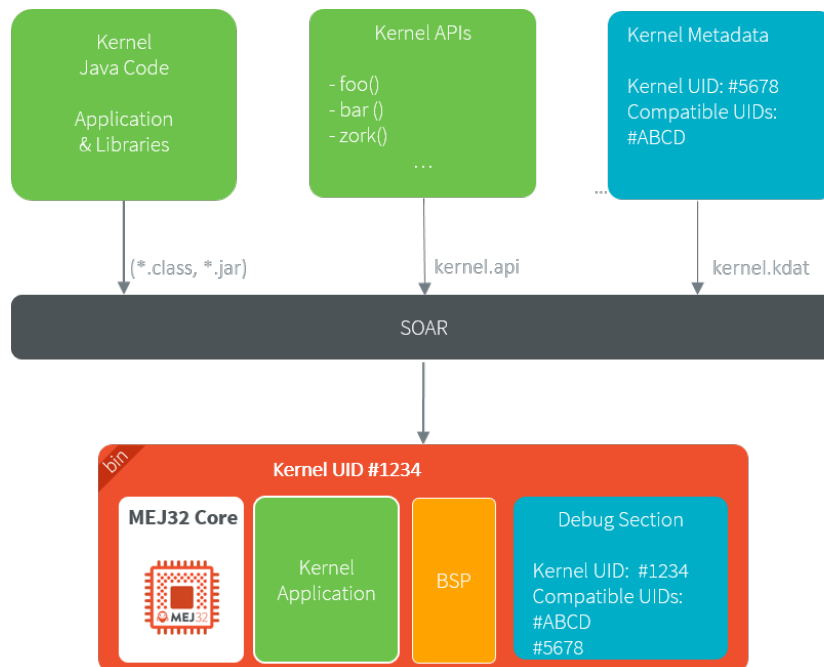 Kernel
Java Code
Application
& Libraries
Kernel APIs
- foo()
- bar ()
- zork()
...
Kernel Metadata
Kernel UID: #5678
Compatible UIDs:
#ABCD
...
(*.class, *.jar)
kernel.api
kernel.kdat
SOAR
bin
Kernel UID #1234
MEJ32 Core
MEJ32
Kernel
Application
BSP
Debug Section
Kernel UID:  #1234
Compatible UIDs:
#ABCD
#5678